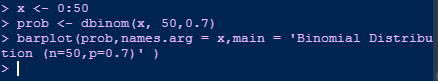 > x <- 0:50
> prob <- dbinom(x, 50,0.7)
> barplot(prob,names.arg = x,main = 'Binomial Distribu
tion (n=50,p=0.7)' )
>